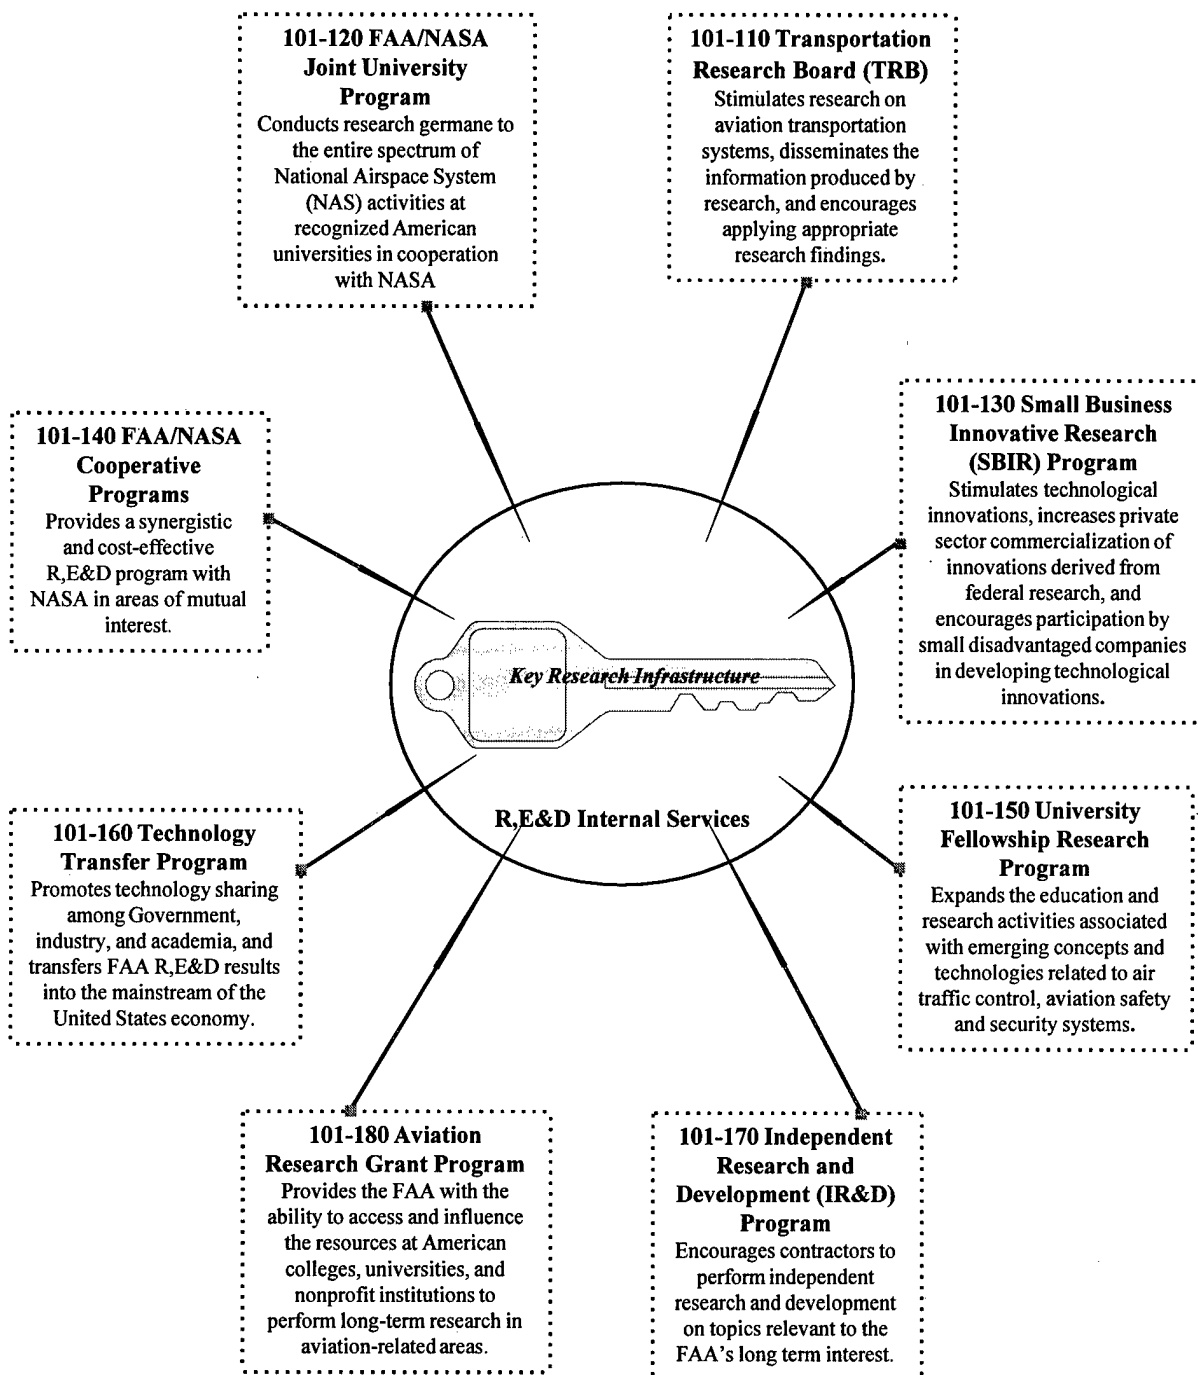 101-120 FAA/NASA
Joint University
Program
Conducts research germane to
the entire spectrum of
National Airspace System
(NAS) activities at
recognized American
universities in cooperation
with NASA
101-110 Transportation
Research Board (TRB)
Stimulates research on
aviation transportation
systems, disseminates the
information produced by
research, and encourages
applying appropriate
research findings.
101-140 FAA/NASA
Cooperative
Programs
Provides a synergistic
and cost-effective
R,E&D program with
NASA in areas of mutual
interest.
101-130 Small Business
Innovative Research
(SBIR) Program
Stimulates technological
innovations, increases private
sector commercialization of
innovations derived from
federal research, and
encourages participation by
small disadvantaged companies
in developing technological
innovations.
Key Research Infrastructure
R,E&D Internal Services
101-160 Technology
Transfer Program
Promotes technology sharing
among Government,
industry, and academia, and
transfers FAA R,E&D results
into the mainstream of the
United States economy.
101-150 University
Fellowship Research
Program
Expands the education and
research activities associated
with emerging concepts and
technologies related to air
traffic control, aviation safety
and security systems.
101-180 Aviation
Research Grant Program
Provides the FAA with the
ability to access and influence
the resources at American
colleges, universities, and
nonprofit institutions to
perform long-term research in
aviation-related areas.
101-170 Independent
Research and
Development (IR&D)
Program
Encourages contractors to
perform independent
research and development
on topics relevant to the
FAA's long term interest.